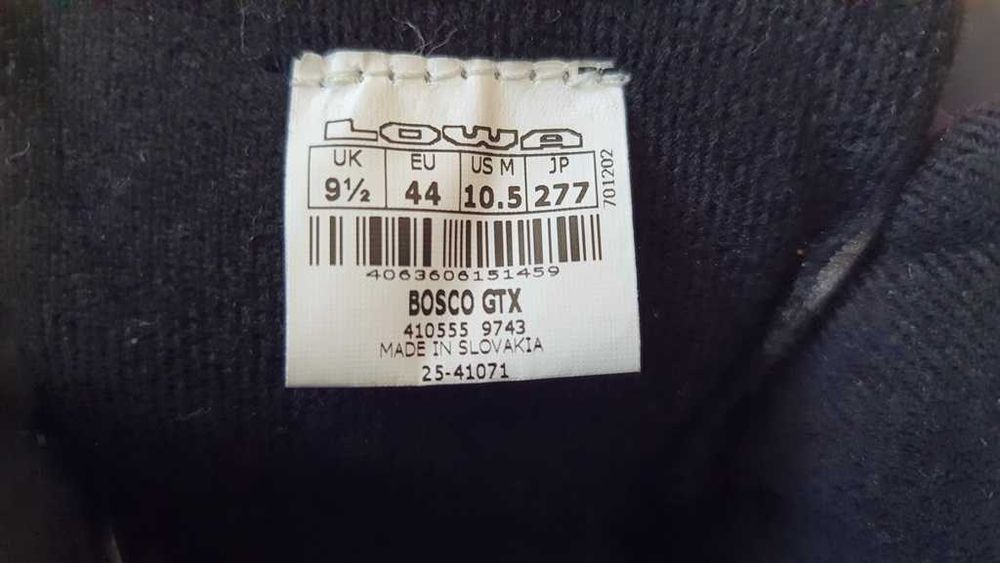 LOWA
UK EU US M JP
9½ 44 10.5 277
701202
4063606151459
BOSCO GTX
410555 9743
MADE IN SLOVAKIA
25-41071